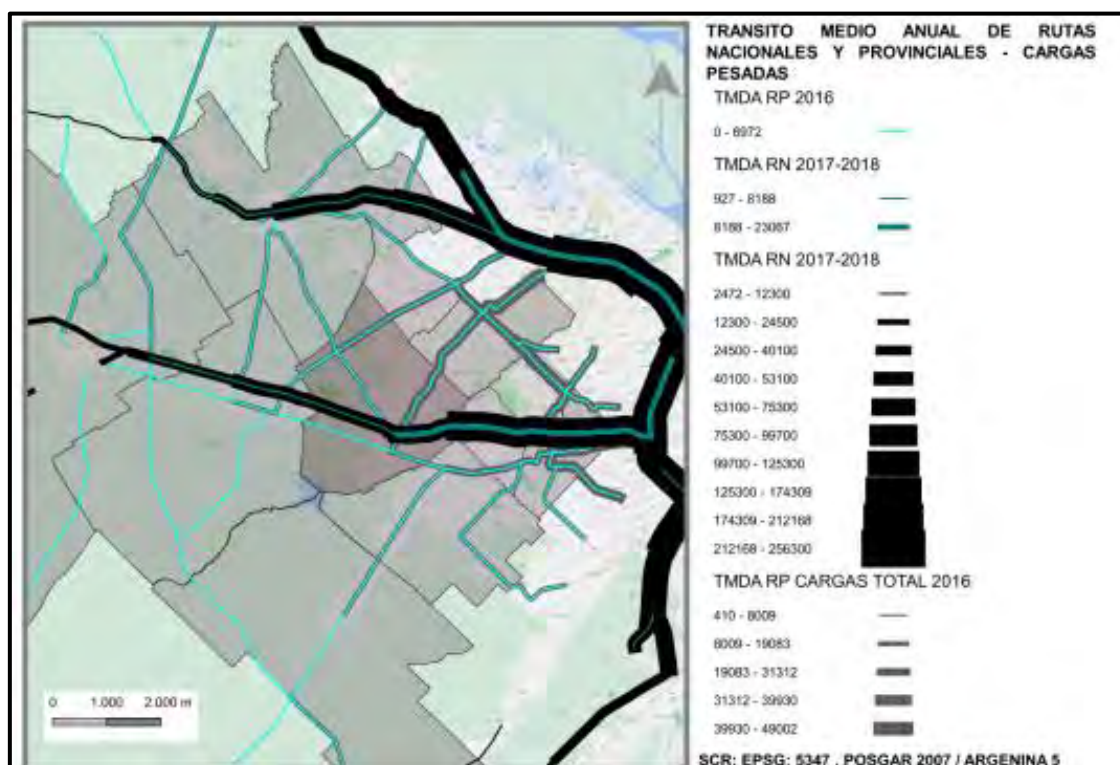 TRANSITO MEDIO ANUAL DE RUTAS
NACIONALES Y PROVINCIALES - CARGAS
PESADAS
TMDA RP 2016
0 - 6972
TMDA RN 2017-2018
927 - 8188
8188 - 23067
TMDA RN 2017-2018
2472 - 12300
12300 - 24500
24500 - 40100
40100 - 53100
53100 - 75300
75300 - 99700
99700 - 125300
125300 - 174309
174309 - 212168
212168 - 256300
TMDA RP CARGAS TOTAL 2016
410 - 8009
8009 - 19083
19083 - 31312
31312 - 39930
39930 - 49002
0 1.000 2.000 m
SCR: EPSG: 5347 . POSGAR 2007 / ARGENINA 5